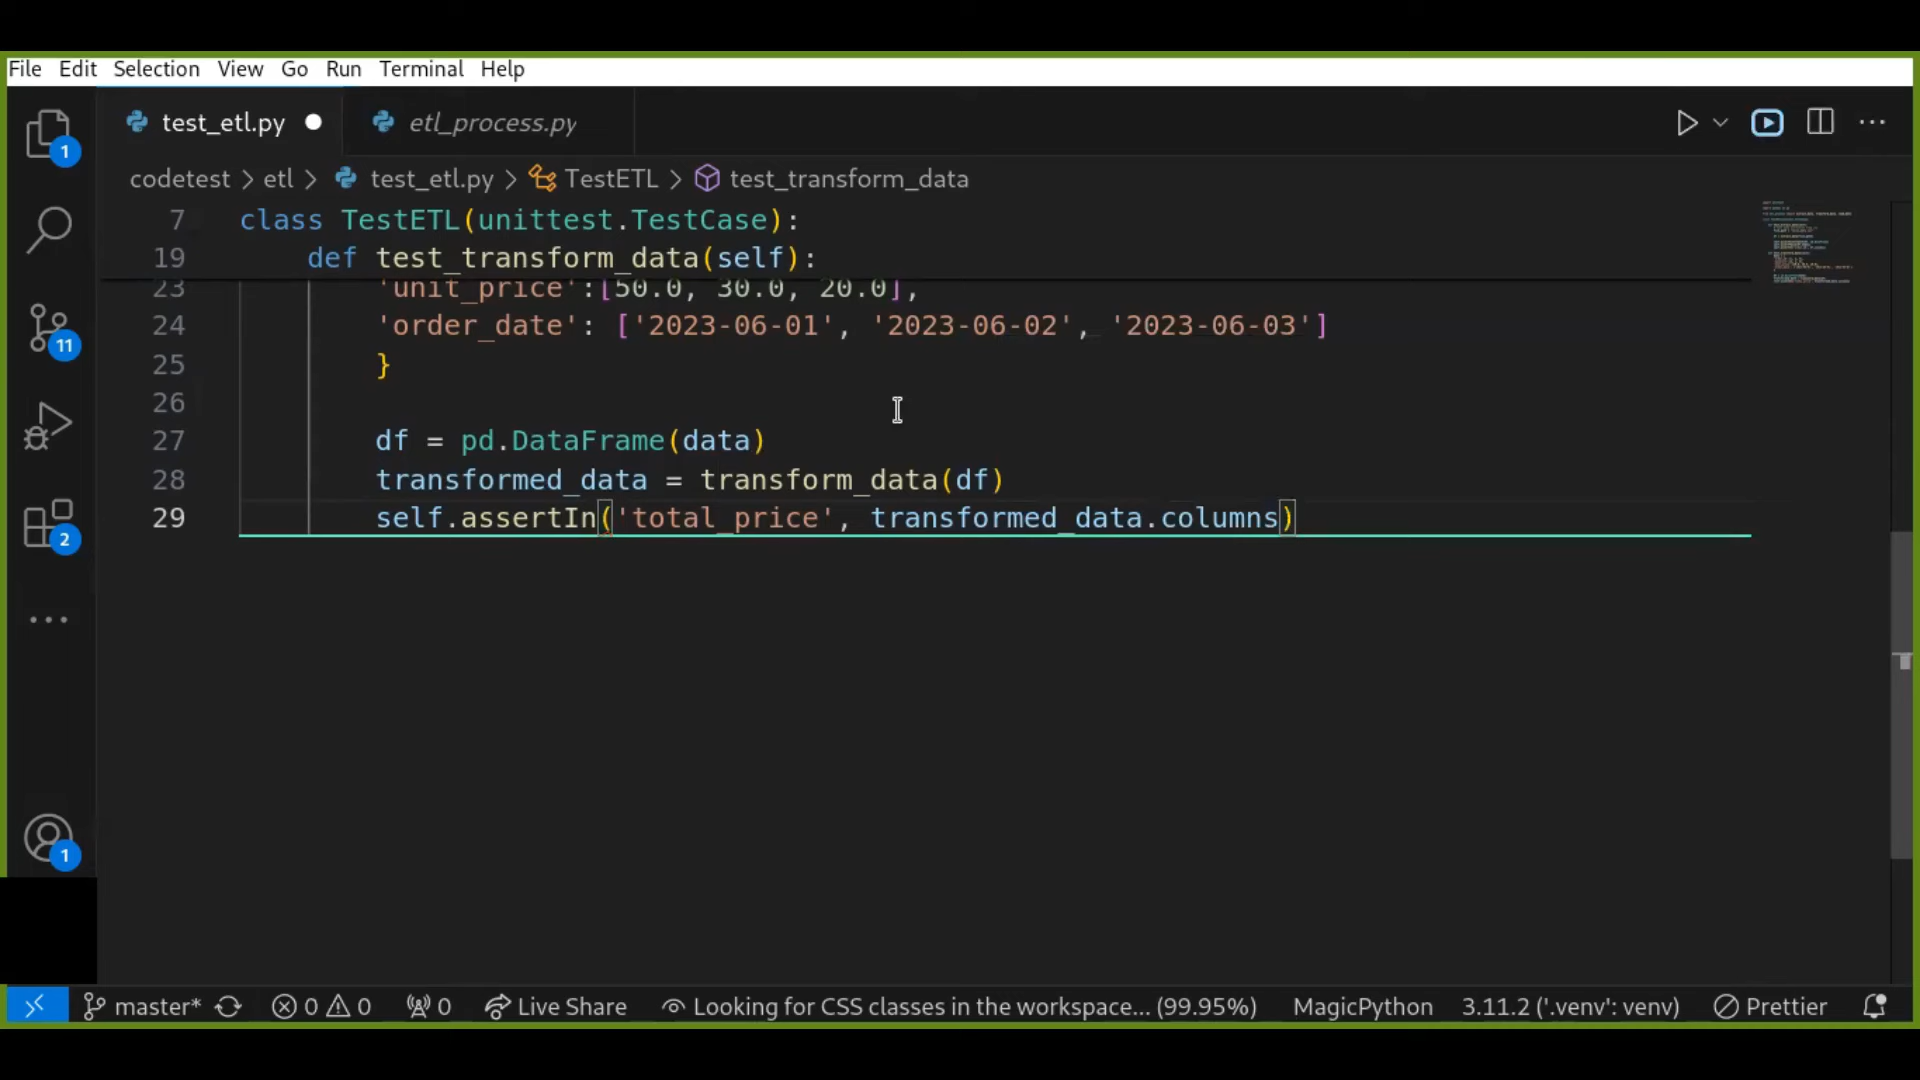 File Edit Selection View Go Run Terminal Help
test_etl.py etl_process.py
codetest > etl > test_etl.py > TestETL > test_transform_data
7 class TestETL(unittest.TestCase):
19 def test_transform_data(self):
23 'unit_price':[50.0, 30.0, 20.0],
24 'order_date': ['2023-06-01', '2023-06-02', '2023-06-03']
25 }
26
27 df = pd.DataFrame(data)
28 transformed_data = transform_data(df)
29 self.assertIn('total_price', transformed_data.columns)
1
11
2
1
master* 0 0 0 Live Share Looking for CSS classes in the workspace... (99.95%) MagicPython 3.11.2 ('.venv': venv) Prettier